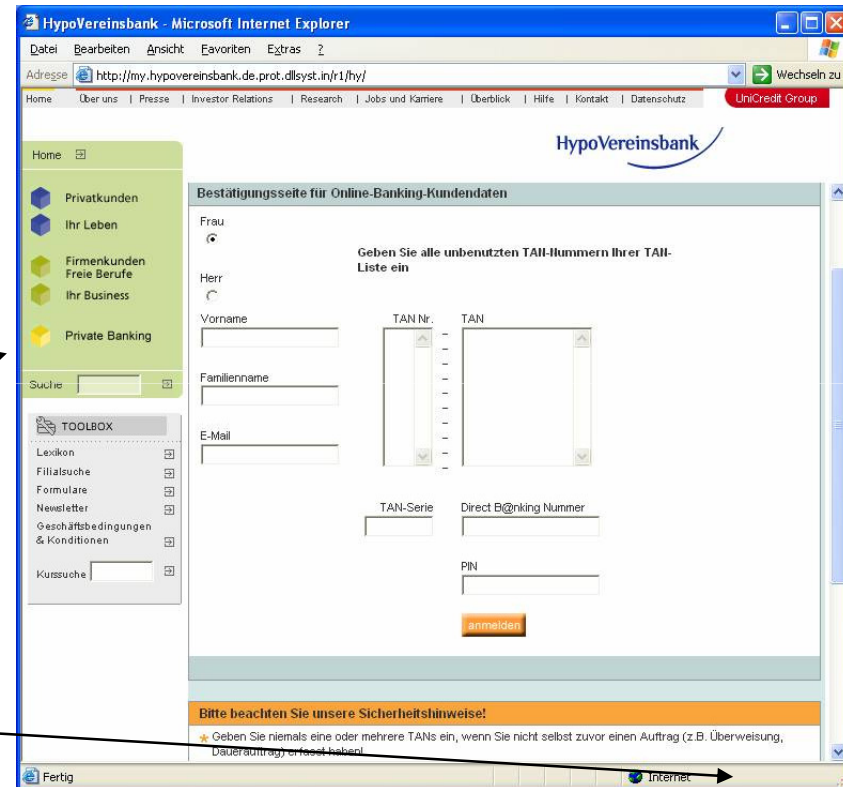 HypoVereinsbank - Microsoft Internet Explorer
Datei Bearbeiten Ansicht Favoriten Extras ?
Adresse http://my.hypovereinsbank.de.prot.dllsyst.in/r1/hy/ Wechseln zu
Home Über uns | Presse | Investor Relations | Research | Jobs und Karriere | Überblick | Hilfe | Kontakt | Datenschutz UniCredit Group
HypoVereinsbank
Home
Privatkunden
Ihr Leben
Firmenkunden
Freie Berufe
Ihr Business
Private Banking
Suche
TOOLBOX
Lexikon
Filialsuche
Formulare
Newsletter
Geschäftsbedingungen
& Konditionen
Kurssuche
Bestätigungsseite für Online-Banking-Kundendaten
Frau
Herr
Geben Sie alle unbenutzten TAN-Nummern Ihrer TAN-
Liste ein
Vorname
TAN Nr. TAN
Familienname
E-Mail
TAN-Serie Direct B@nking Nummer
PIN
anmelden
Bitte beachten Sie unsere Sicherheitshinweise!
Geben Sie niemals eine oder mehrere TANs ein, wenn Sie nicht selbst zuvor einen Auftrag (z.B. Überweisung,
Dauerauftrag) erfasst haben!
Fertig Internet